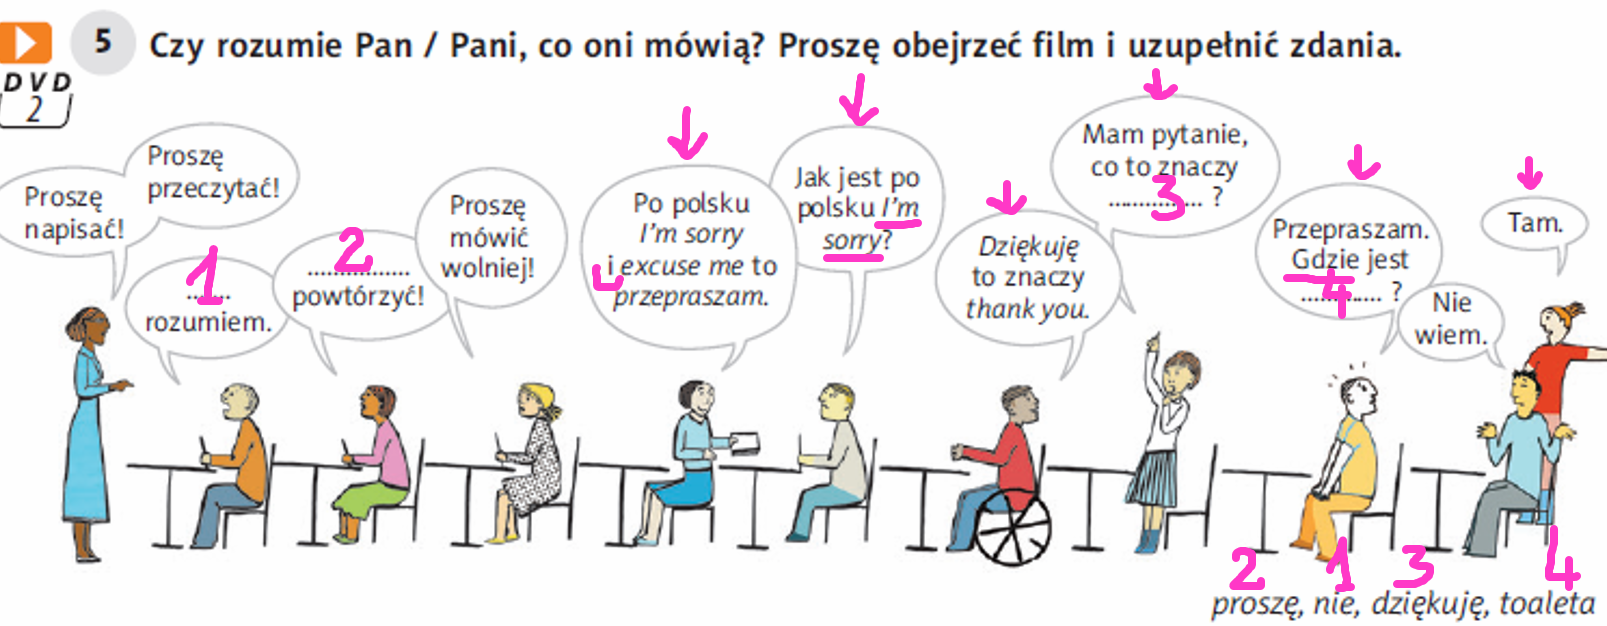 5 Czy rozumie Pan / Pani, co oni mówią? Proszę obejrzeć film i uzupełnić zdania.
DVD
2
Proszę
napisać!
Proszę
przeczytać!
1
........
rozumiem.
2
..................
powtórzyć!
Proszę
mówić
wolniej!
Po polsku
I'm sorry
i excuse me to
przepraszam.
Jak jest po
polsku I'm
sorry?
Dziękuję
to znaczy
thank you.
Mam pytanie,
co to znaczy
3
................ ?
Przepraszam.
Gdzie jest
4
.............. ?
Nie
wiem.
Tam.
2 1 3 4
proszę, nie, dziękuję, toaleta